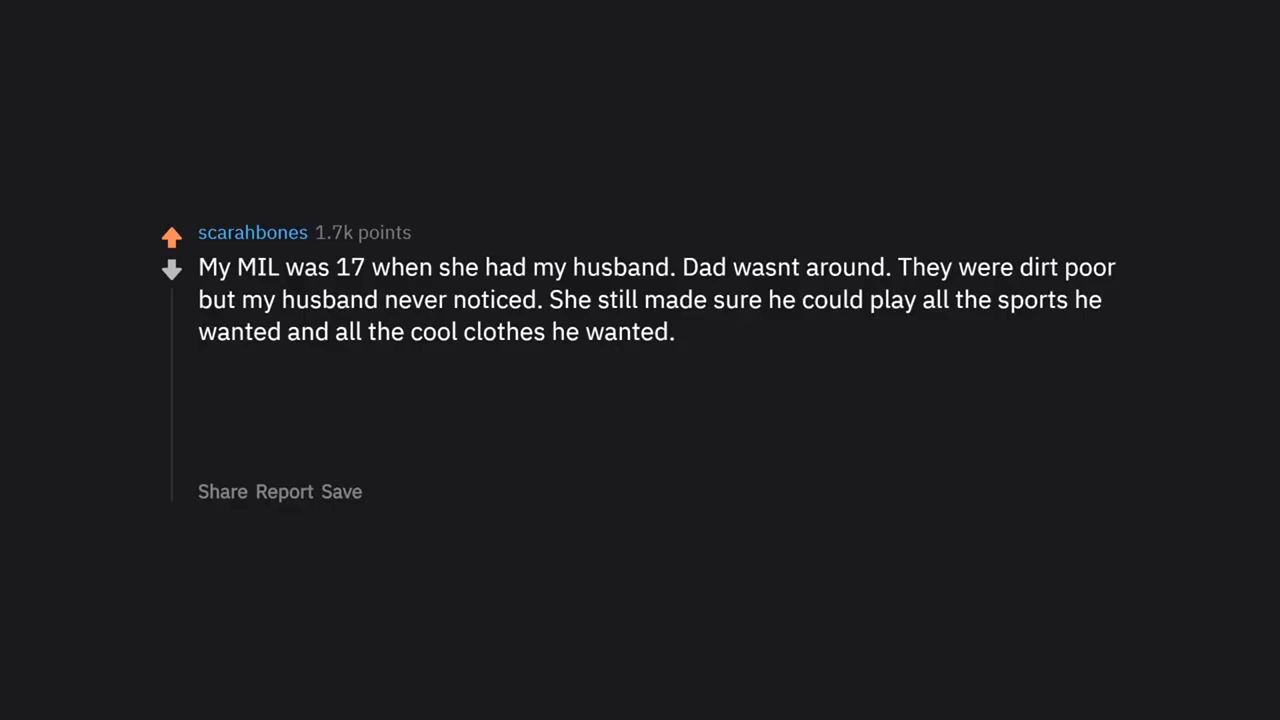 scarahbones 1.7k points
My MIL was 17 when she had my husband. Dad wasnt around. They were dirt poor
but my husband never noticed. She still made sure he could play all the sports he
wanted and all the cool clothes he wanted.
Share Report Save